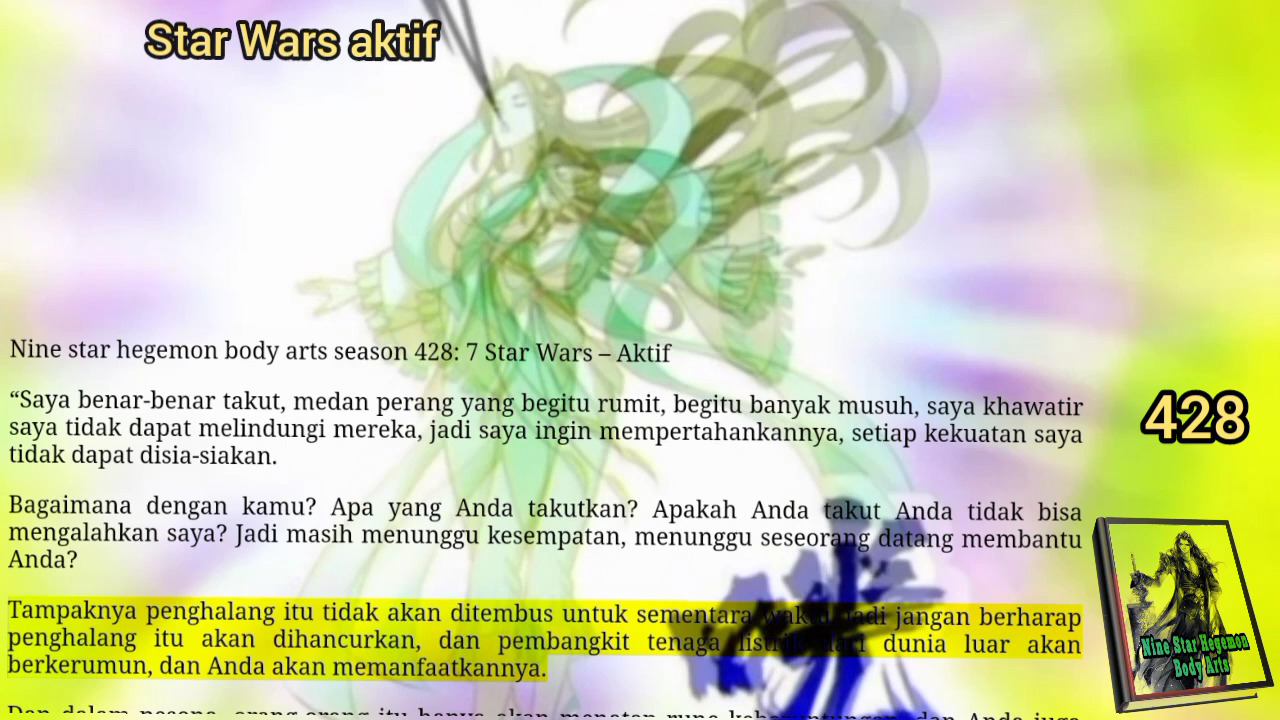 Star Wars aktif
Nine star hegemon body arts season 428: 7 Star Wars – Aktif
“Saya benar-benar takut, medan perang yang begitu rumit, begitu banyak musuh, saya khawatir
saya tidak dapat melindungi mereka, jadi saya ingin mempertahankannya, setiap kekuatan saya
tidak dapat disia-siakan.
428
Bagaimana dengan kamu? Apa yang Anda takutkan? Apakah Anda takut Anda tidak bisa
mengalahkan saya? Jadi masih menunggu kesempatan, menunggu seseorang datang membantu
Anda?
Tampaknya penghalang itu tidak akan ditembus untuk sementara waktu, jadi jangan berharap
penghalang itu akan dihancurkan, dan pembangkit tenaga listrik dari dunia luar akan
berkerumun, dan Anda akan memanfaatkannya.
Nine Star Hegemon
Body Arts